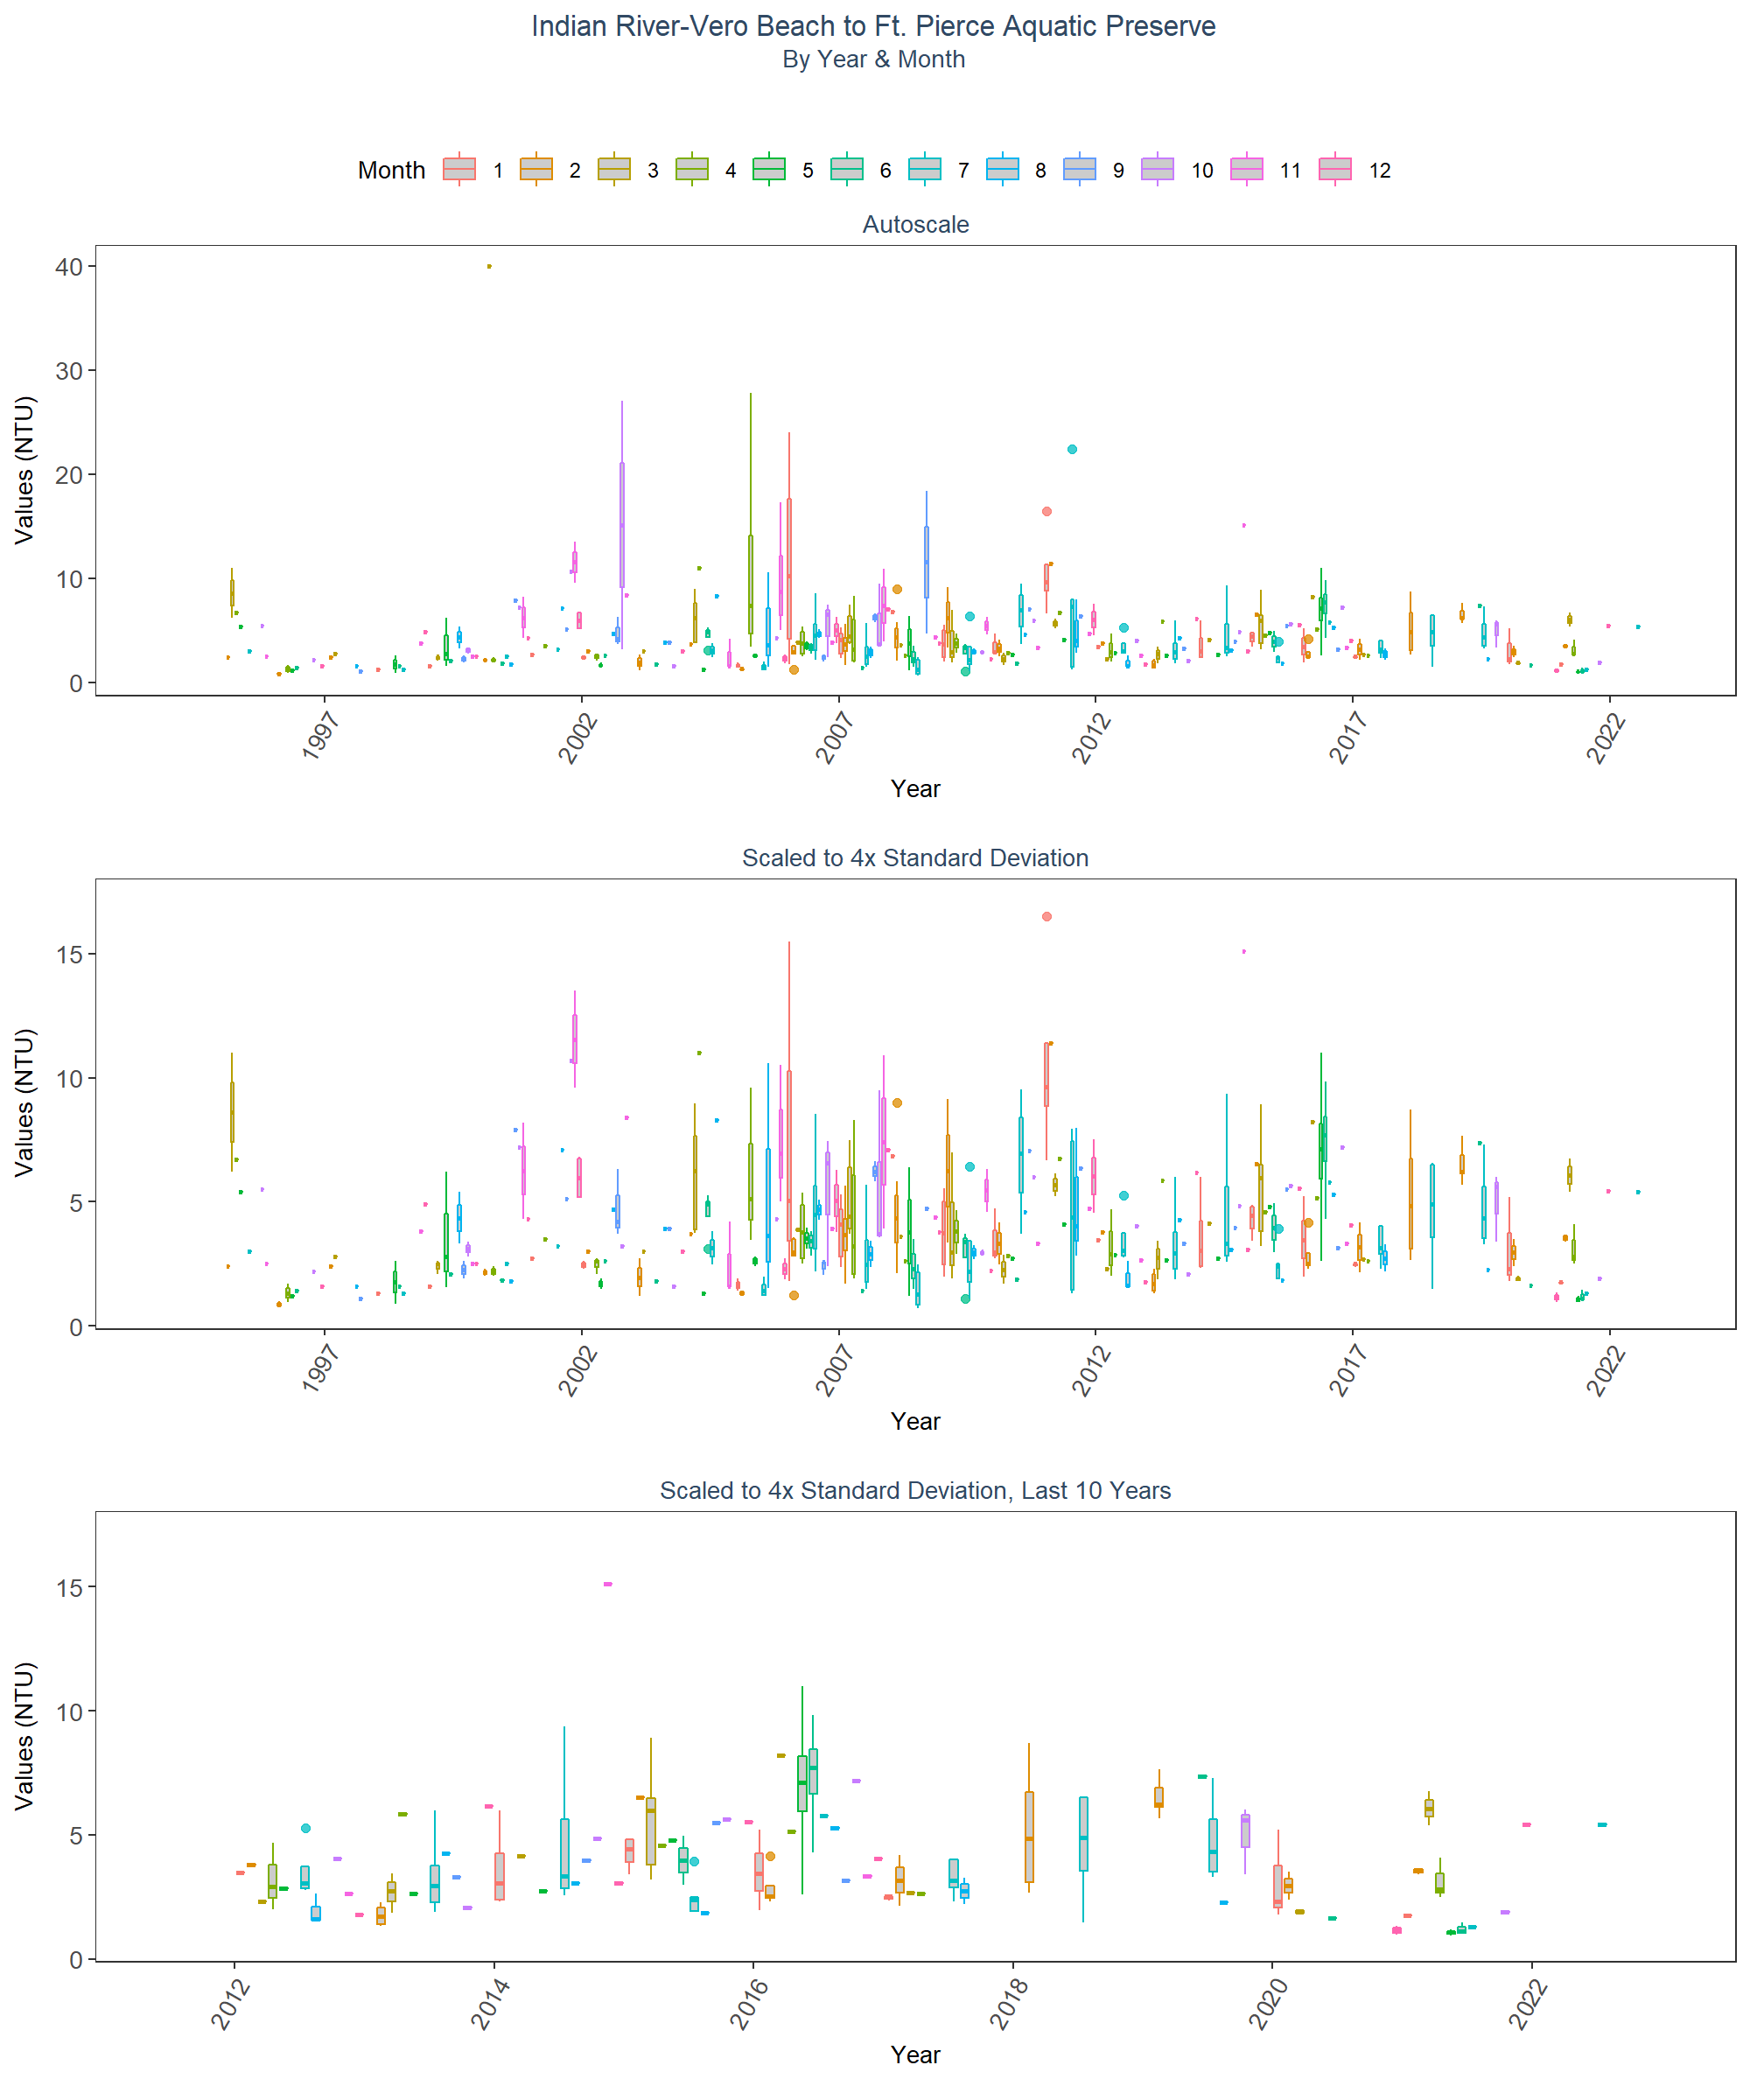 Indian River-Vero Beach to Ft. Pierce Aquatic Preserve
By Year & Month
Month 1 2 3 4 5 6 7 8 9 10 11 12
Autoscale
Values (NTU)
40
30
20
10
0
1997 2002 2007 2012 2017 2022
Year
Scaled to 4x Standard Deviation
Values (NTU)
15
10
5
0
1997 2002 2007 2012 2017 2022
Year
Scaled to 4x Standard Deviation, Last 10 Years
Values (NTU)
15
10
5
0
2012 2014 2016 2018 2020 2022
Year